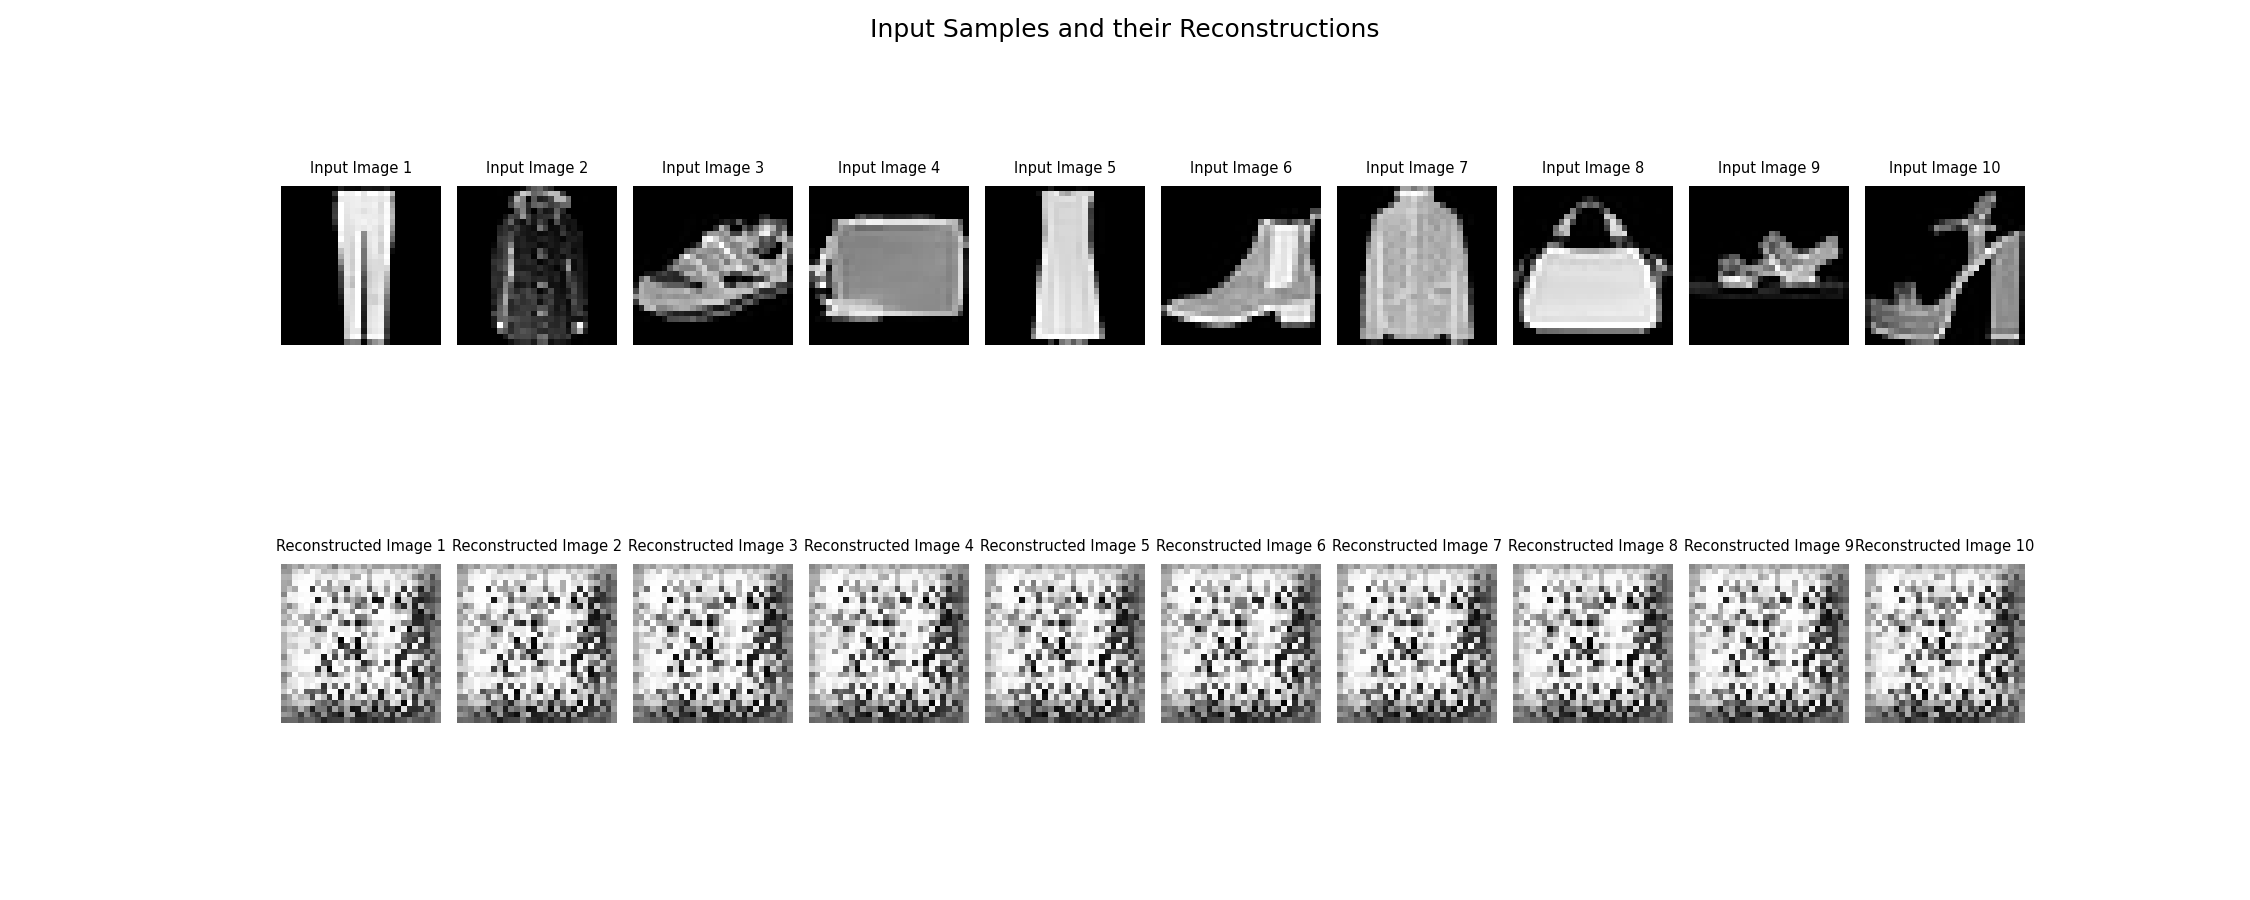 Input Samples and their Reconstructions
Input Image 1 Input Image 2 Input Image 3 Input Image 4 Input Image 5 Input Image 6 Input Image 7 Input Image 8 Input Image 9 Input Image 10
Reconstructed Image 1 Reconstructed Image 2 Reconstructed Image 3 Reconstructed Image 4 Reconstructed Image 5 Reconstructed Image 6 Reconstructed Image 7 Reconstructed Image 8 Reconstructed Image 9 Reconstructed Image 10